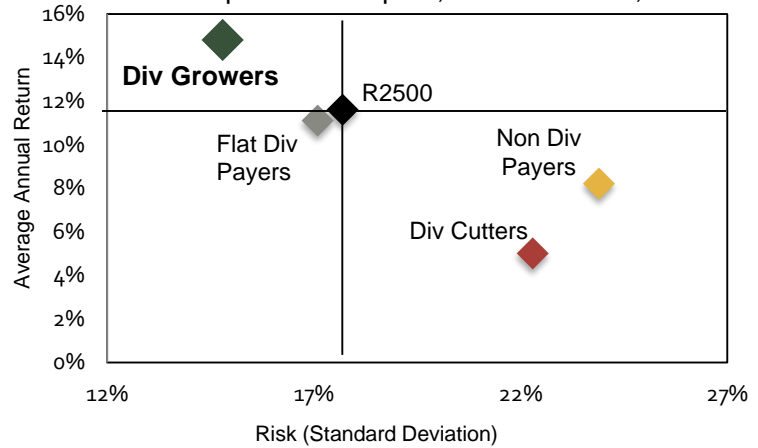 16%
14%
12%
10%
8%
6%
4%
2%
0%
Average Annual Return
Div Growers
R2500
Flat Div
Payers
Non Div
Payers
Div Cutters
12%
17%
22%
27%
Risk (Standard Deviation)